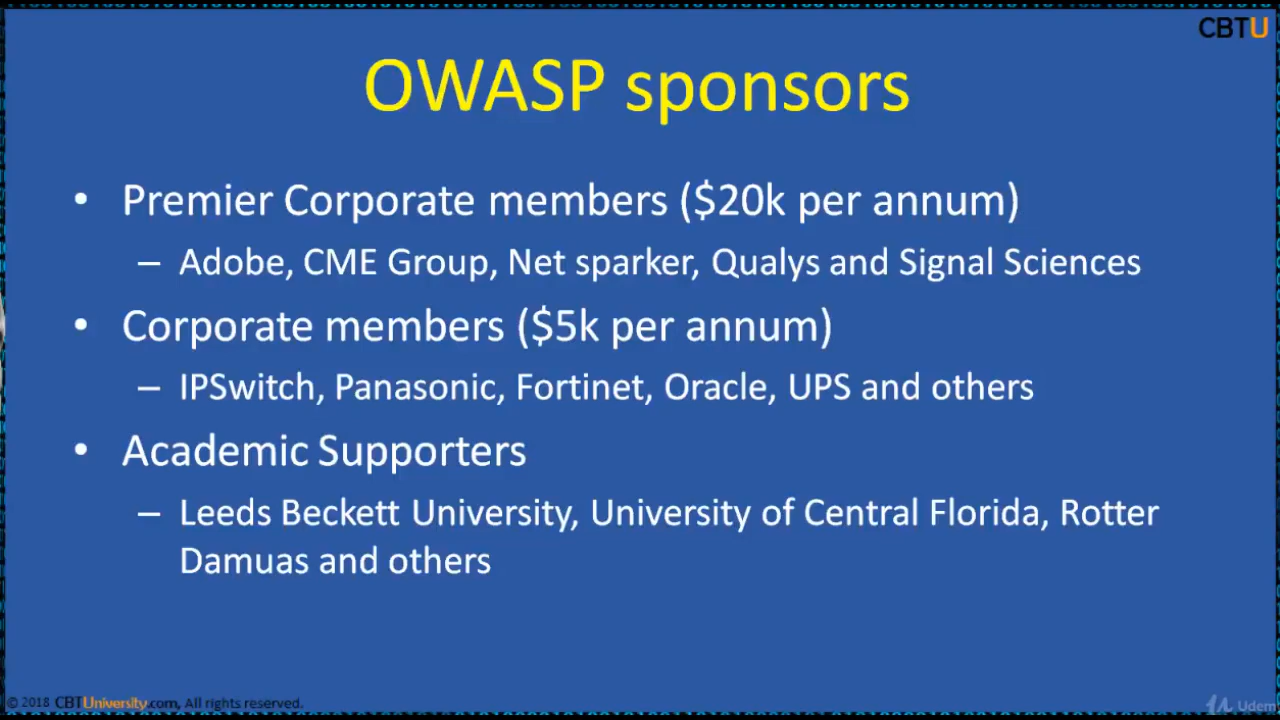 CBTU
OWASP sponsors
• Premier Corporate members ($20k per annum)
– Adobe, CME Group, Net sparker, Qualys and Signal Sciences
• Corporate members ($5k per annum)
– IPSwitch, Panasonic, Fortinet, Oracle, UPS and others
• Academic Supporters
– Leeds Beckett University, University of Central Florida, Rotter
Damuas and others
© 2018 CBTUniversity.com, All rights reserved.
Udem